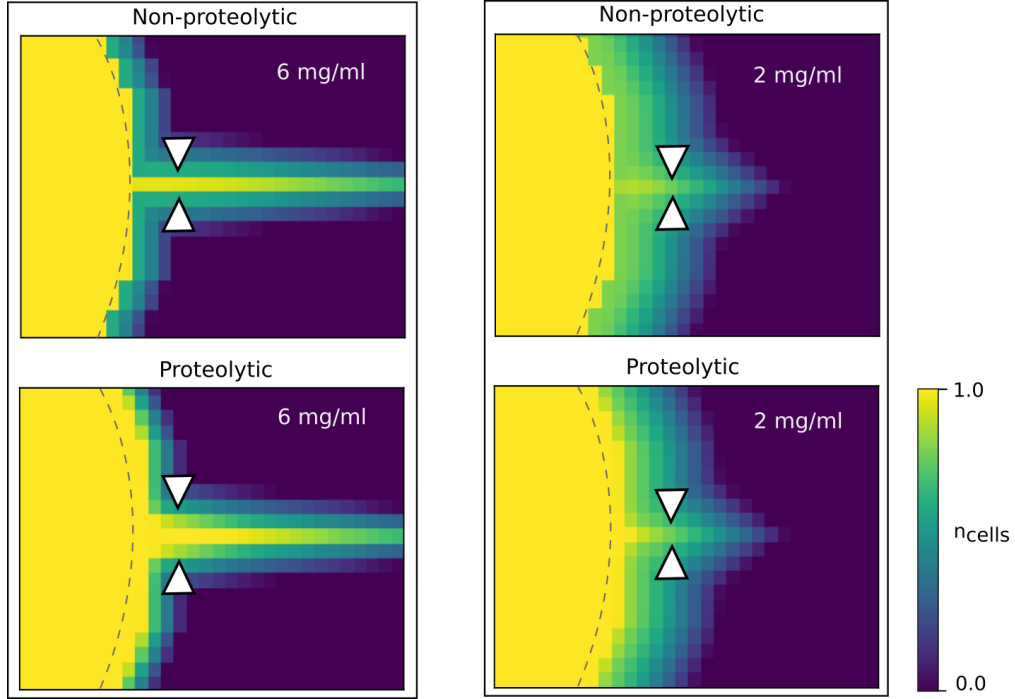 Non-proteolytic
6 mg/ml
Proteolytic
6 mg/ml
Non-proteolytic
2 mg/ml
Proteolytic
2 mg/ml
1.0
ncells
0.0